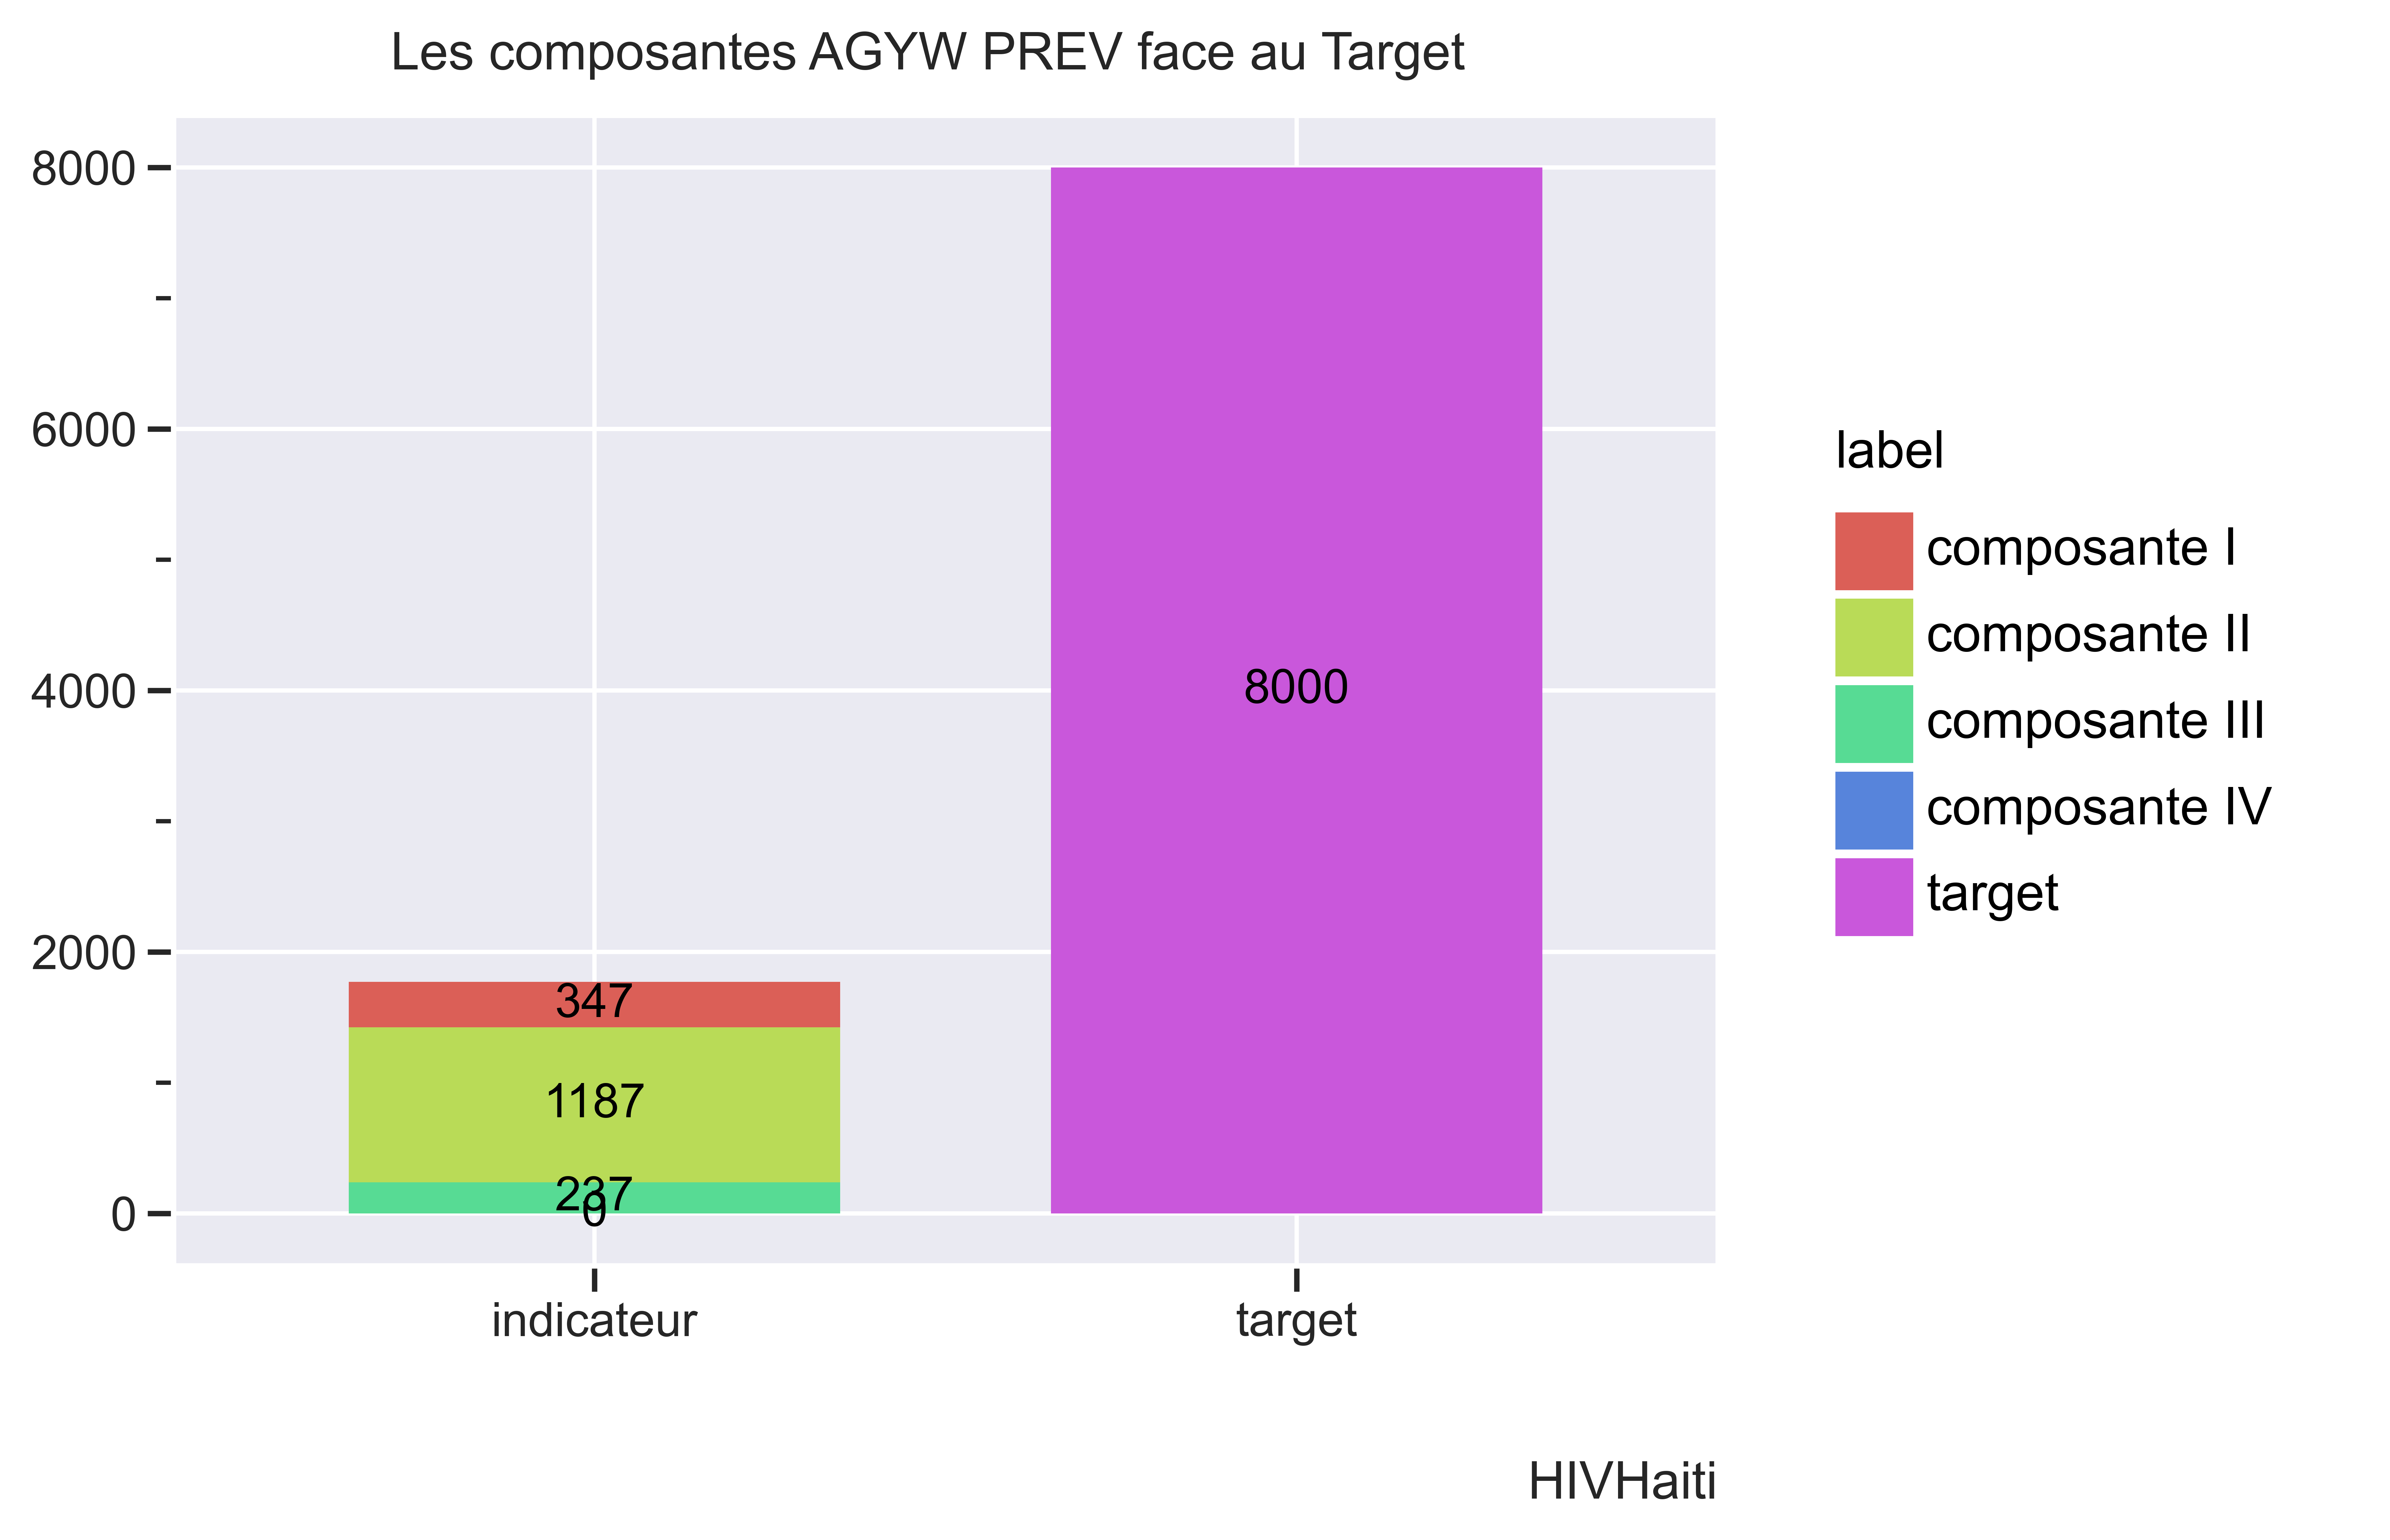 Les composantes AGYW PREV face au Target
8000
6000
4000
2000
0
347
1187
237
0
8000
indicateur
target
label
composante I
composante II
composante III
composante IV
target
HIVHaiti